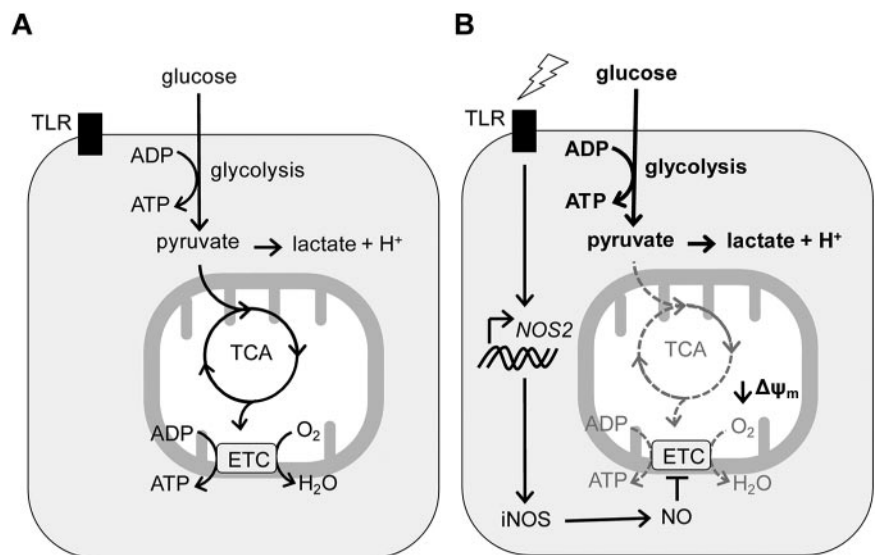 A
glucose
TLR
ADP
glycolysis
ATP
pyruvate → lactate + H⁺
TCA
ADP
O₂
ETC
ATP
H₂O
B
glucose
TLR
ADP
glycolysis
ATP
pyruvate → lactate + H⁺
NOS2
TCA
↓ Δψₘ
ADP
O₂
ETC
ATP
H₂O
iNOS → NO